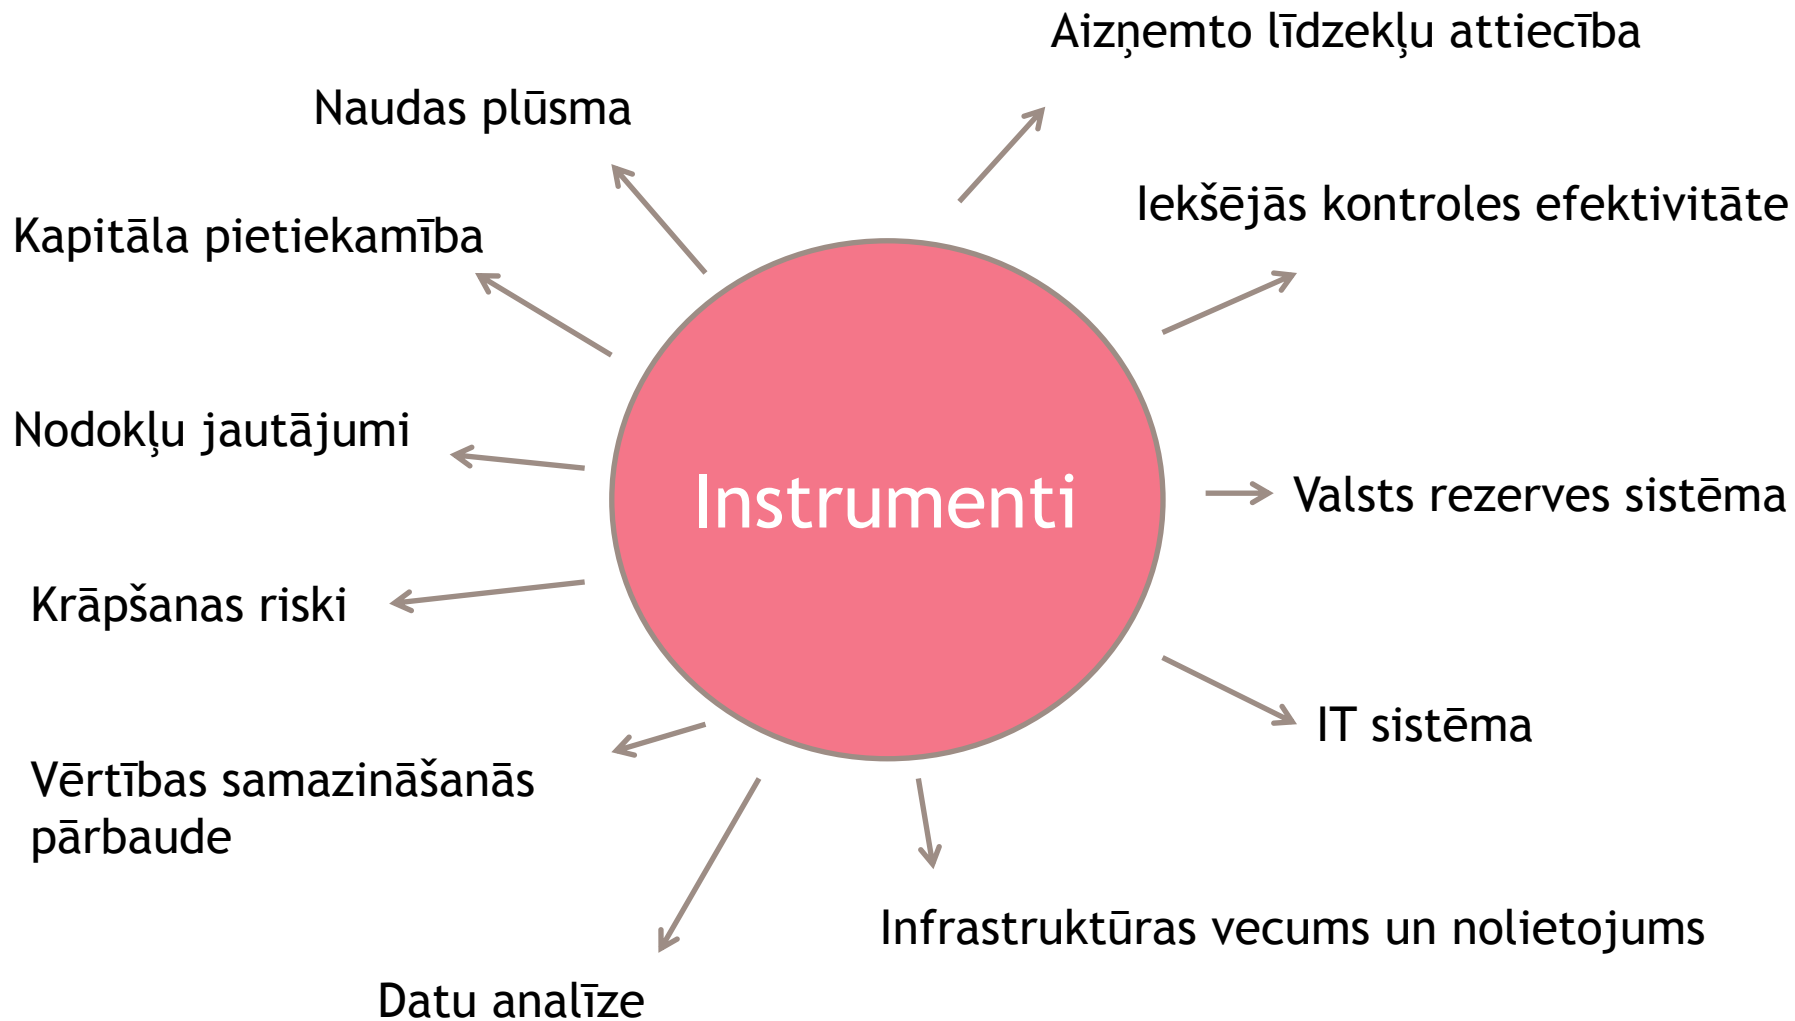 Aizņemto līdzekļu attiecība
Naudas plūsma
Iekšējās kontroles efektivitāte
Kapitāla pietiekamība
Nodokļu jautājumi
Instrumenti
Valsts rezerves sistēma
Krāpšanas riski
IT sistēma
Vērtības samazināšanās
pārbaude
Infrastruktūras vecums un nolietojums
Datu analīze